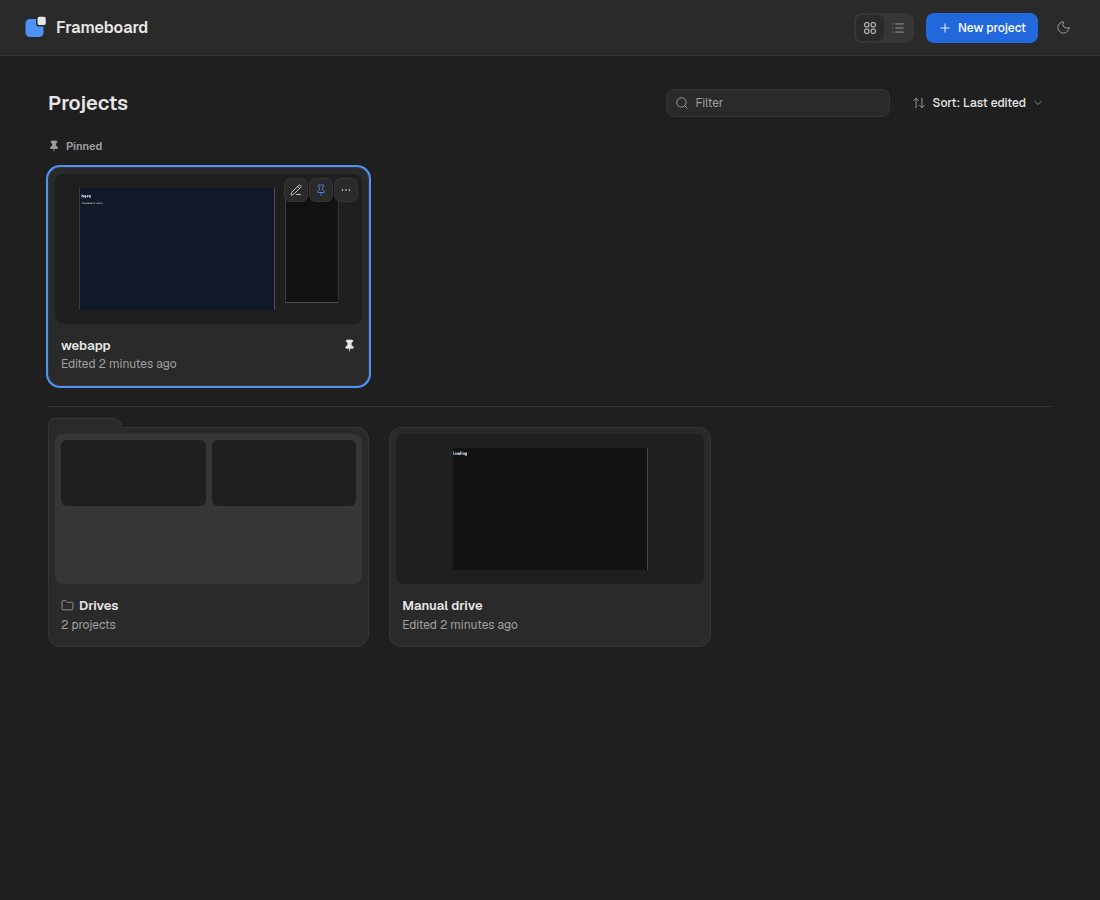 Frameboard
New project
Projects
Filter
Sort: Last edited
Pinned
hero
webapp
Edited 2 minutes ago
landing
Drives
2 projects
Manual drive
Edited 2 minutes ago